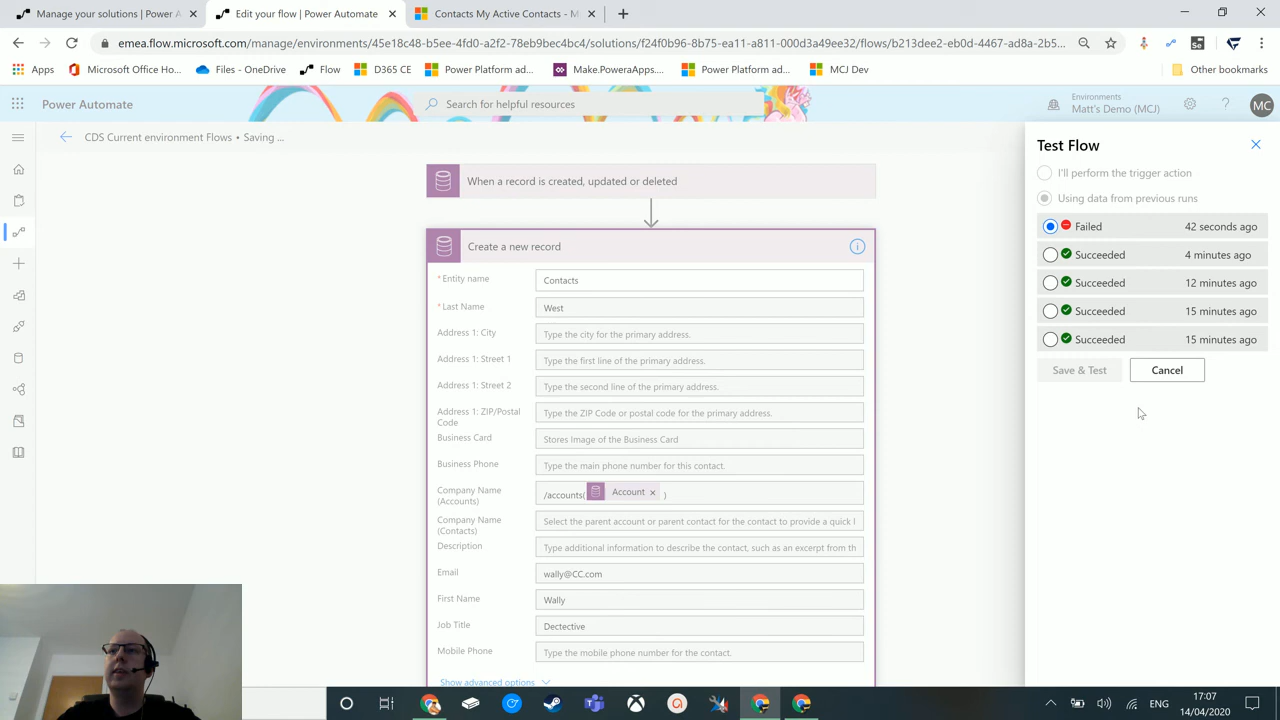 Manage your solutions | Power A
Edit your flow | Power Automate
Contacts My Active Contacts - M
emea.flow.microsoft.com/manage/environments/45e18c48-b5ee-4fd0-a2f2-78eb9bec4bc4/solutions/f24f0b96-8b75-ea11-a811-000d3a49ee32/flows/b213dee2-eb0d-4467-ad8a-2b5...
Apps
Microsoft Office Ho...
Files - OneDrive
Flow
D365 CE
Power Platform ad...
Make.PoweraApps....
Power Platform ad...
MCJ Dev
Other bookmarks
Power Automate
Search for helpful resources
Environments
Matt's Demo (MCJ)
MC
CDS Current environment Flows • Saving ...
When a record is created, updated or deleted
Create a new record
* Entity name
Contacts
* Last Name
West
Address 1: City
Type the city for the primary address.
Address 1: Street 1
Type the first line of the primary address.
Address 1: Street 2
Type the second line of the primary address.
Address 1: ZIP/Postal
Code
Type the ZIP Code or postal code for the primary address.
Business Card
Stores Image of the Business Card
Business Phone
Type the main phone number for this contact.
Company Name
(Accounts)
/accounts( Account x )
Company Name
(Contacts)
Select the parent account or parent contact for the contact to provide a quick l
Description
Type additional information to describe the contact, such as an excerpt from th
Email
wally@CC.com
First Name
Wally
Job Title
Dectective
Mobile Phone
Type the mobile phone number for the contact.
Show advanced options
Test Flow
I'll perform the trigger action
Using data from previous runs
Failed 42 seconds ago
Succeeded 4 minutes ago
Succeeded 12 minutes ago
Succeeded 15 minutes ago
Succeeded 15 minutes ago
Save & Test
Cancel
ENG
17:07
14/04/2020